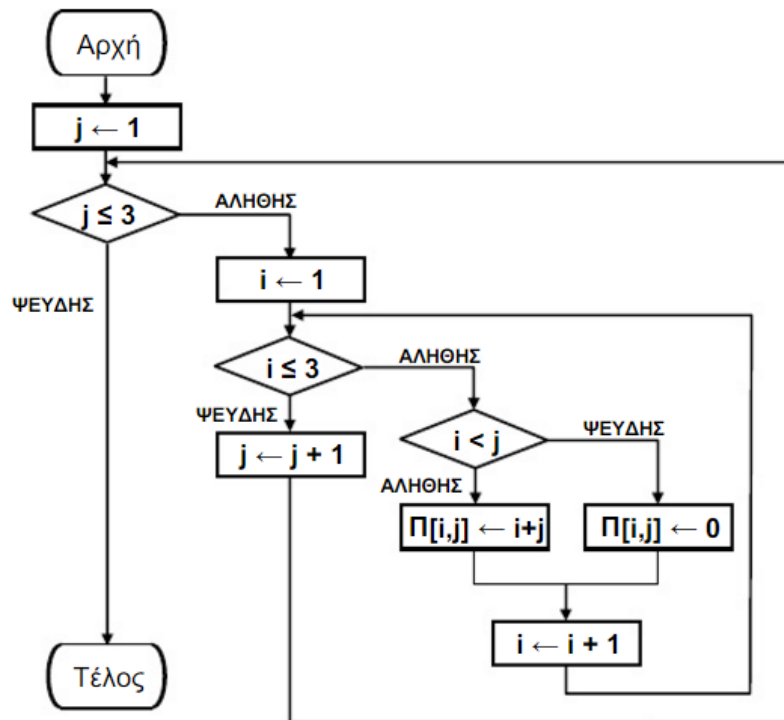 Αρχή
j ← 1
j ≤ 3
ΑΛΗΘΗΣ
ΨΕΥΔΗΣ
i ← 1
i ≤ 3
ΑΛΗΘΗΣ
ΨΕΥΔΗΣ
j ← j + 1
i < j
ΨΕΥΔΗΣ
ΑΛΗΘΗΣ
Π[i,j] ← i+j
Π[i,j] ← 0
i ← i + 1
Τέλος